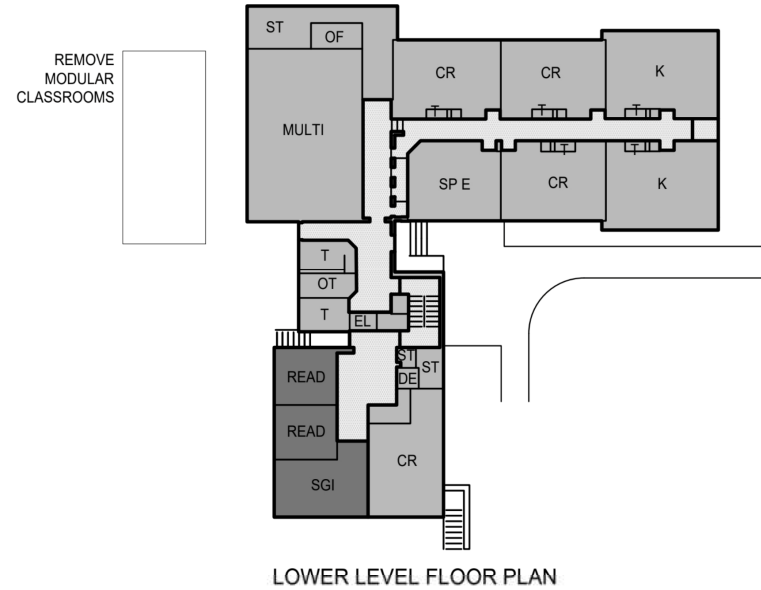 REMOVE
MODULAR
CLASSROOMS
ST
OF
MULTI
CR
CR
K
T
T
T
SP E
CR
K
T
T
T
OT
T
EL
ST
ST
DE
READ
READ
SGI
CR
LOWER LEVEL FLOOR PLAN